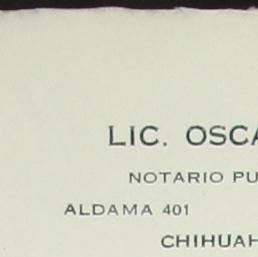 LIC. OSCA
NOTARIO PU
ALDAMA 401
CHIHUAH